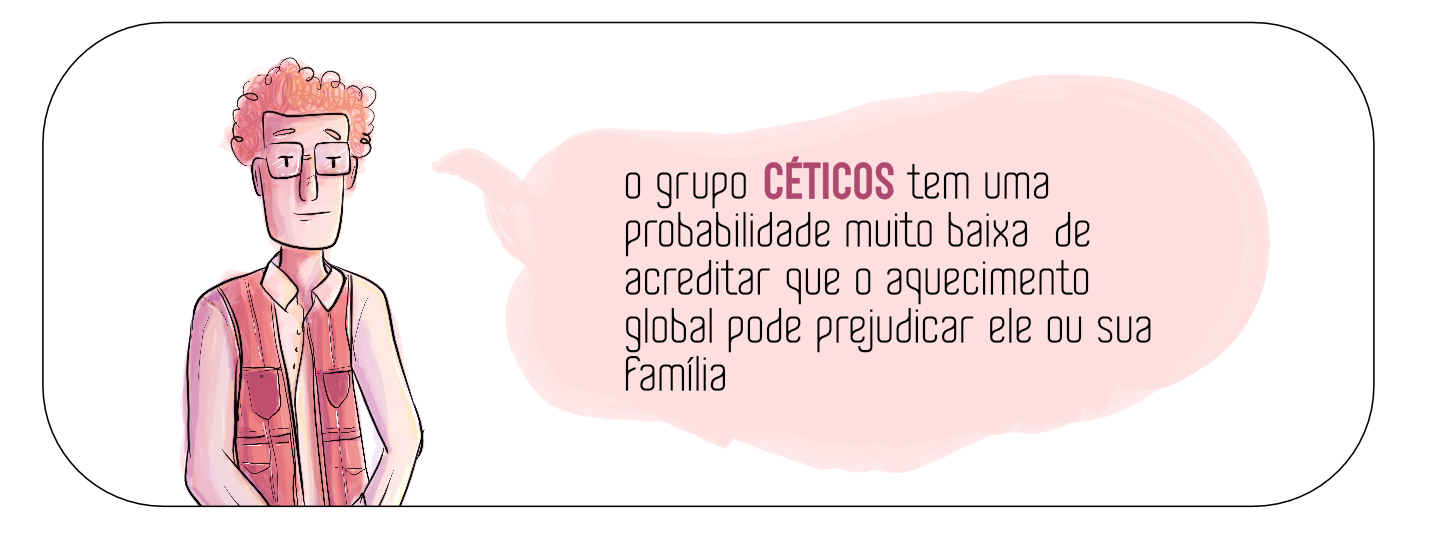 o grupo CÉTICOS tem uma
probabilidade muito baixa de
acreditar que o aquecimento
global pode prejudicar ele ou sua
família